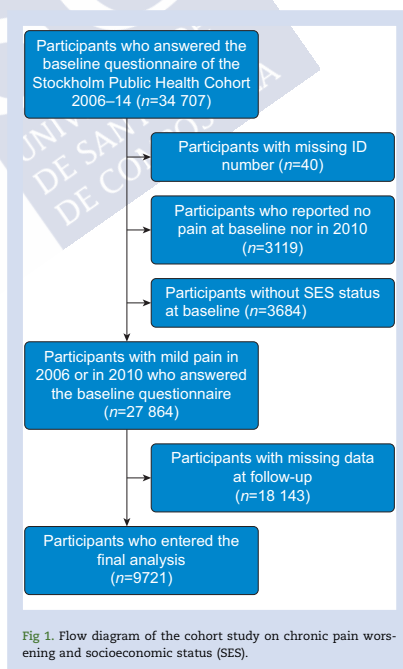 Participants who answered the
baseline questionnaire of the
Stockholm Public Health Cohort
2006–14 (n=34 707)
Participants with missing ID
number (n=40)
Participants who reported no
pain at baseline nor in 2010
(n=3119)
Participants without SES status
at baseline (n=3684)
Participants with mild pain in
2006 or in 2010 who answered
the baseline questionnaire
(n=27 864)
Participants with missing data
at follow-up
(n=18 143)
Participants who entered the
final analysis
(n=9721)
Fig 1. Flow diagram of the cohort study on chronic pain wors-
ening and socioeconomic status (SES).
DE SANT
DE COM